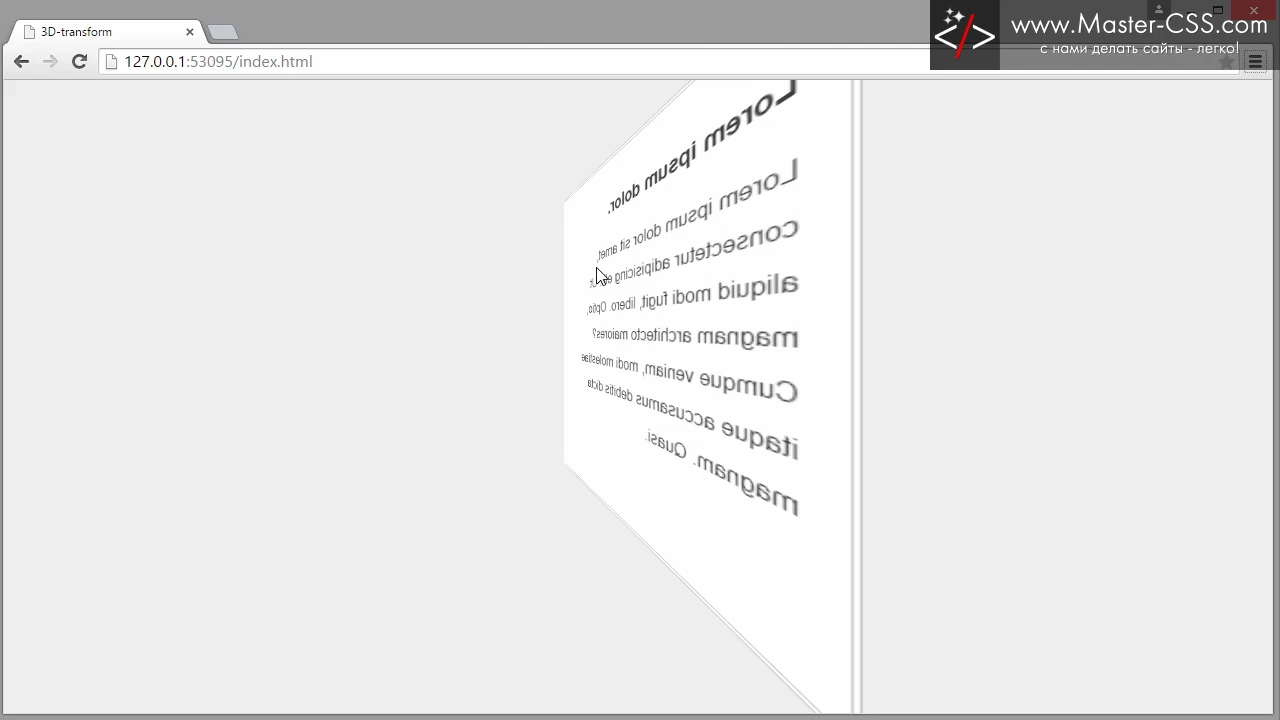 3D-transform
127.0.0.1:53095/index.html
www.Master-CSS.com
с нами делать сайты - легко!
Lorem ipsum dolor.
Lorem ipsum dolor sit amet,
consectetur adipisicing
aliquid modi fugit, libero. Optio,
magnam architecto maiores?
Cumque veniam, modi molestiae
itaque accusamus debitis dicta
magnam. Quasi.